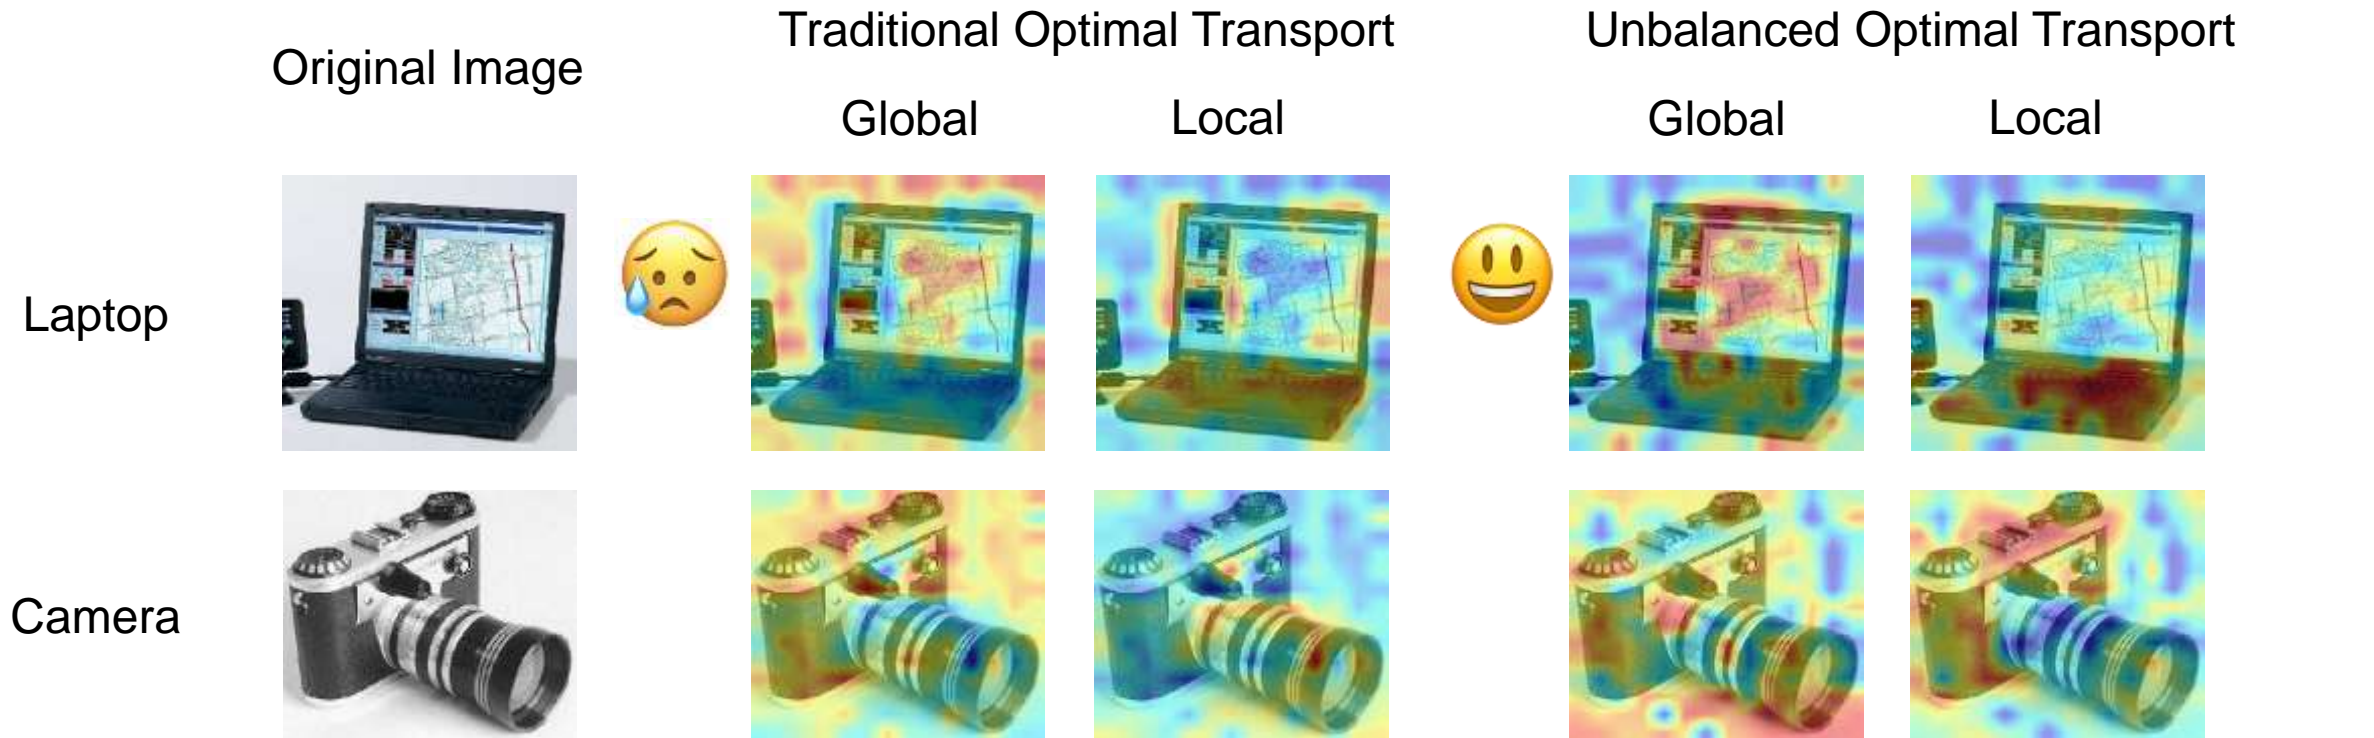 Traditional Optimal Transport
Unbalanced Optimal Transport
Original Image
Global
Local
Global
Local
Laptop
Camera